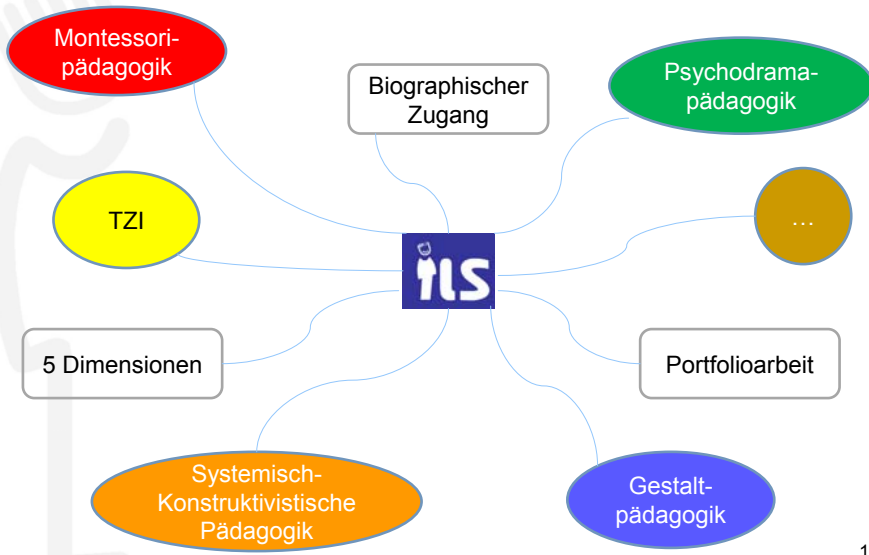 Montessori-
pädagogik
Biographischer
Zugang
Psychodrama-
pädagogik
TZI
…
ILS
5 Dimensionen
Portfolioarbeit
Systemisch-
Konstruktivistische
Pädagogik
Gestalt-
pädagogik
1